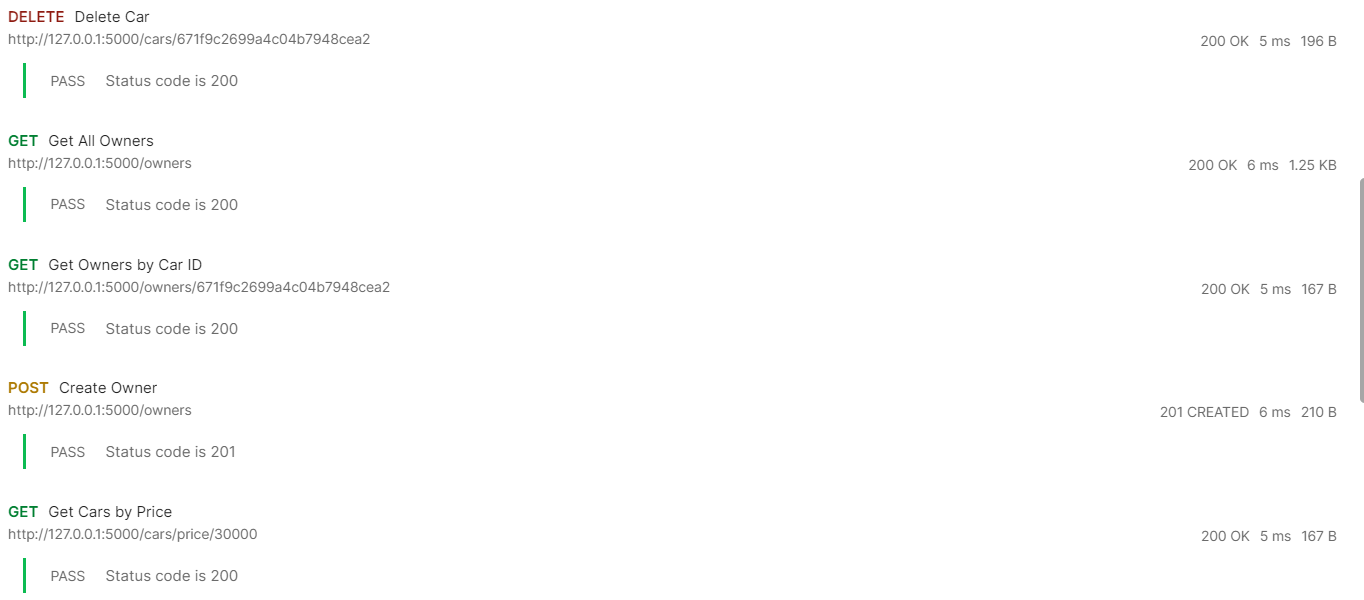 DELETE Delete Car
http://127.0.0.1:5000/cars/671f9c2699a4c04b7948cea2 200 OK 5 ms 196 B
PASS Status code is 200
GET Get All Owners
http://127.0.0.1:5000/owners 200 OK 6 ms 1.25 KB
PASS Status code is 200
GET Get Owners by Car ID
http://127.0.0.1:5000/owners/671f9c2699a4c04b7948cea2 200 OK 5 ms 167 B
PASS Status code is 200
POST Create Owner
http://127.0.0.1:5000/owners 201 CREATED 6 ms 210 B
PASS Status code is 201
GET Get Cars by Price
http://127.0.0.1:5000/cars/price/30000 200 OK 5 ms 167 B
PASS Status code is 200